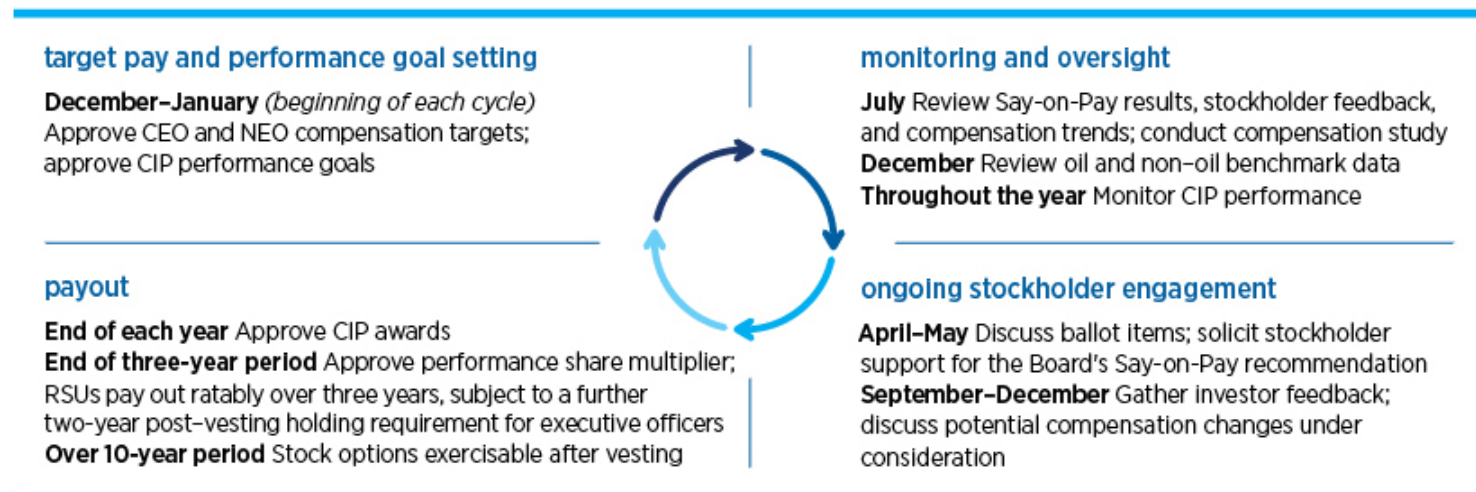 target pay and performance goal setting
December–January (beginning of each cycle)
Approve CEO and NEO compensation targets;
approve CIP performance goals
monitoring and oversight
July Review Say-on-Pay results, stockholder feedback,
and compensation trends; conduct compensation study
December Review oil and non–oil benchmark data
Throughout the year Monitor CIP performance
payout
End of each year Approve CIP awards
End of three-year period Approve performance share multiplier;
RSUs pay out ratably over three years, subject to a further
two-year post–vesting holding requirement for executive officers
Over 10-year period Stock options exercisable after vesting
ongoing stockholder engagement
April–May Discuss ballot items; solicit stockholder
support for the Board's Say-on-Pay recommendation
September–December Gather investor feedback;
discuss potential compensation changes under
consideration